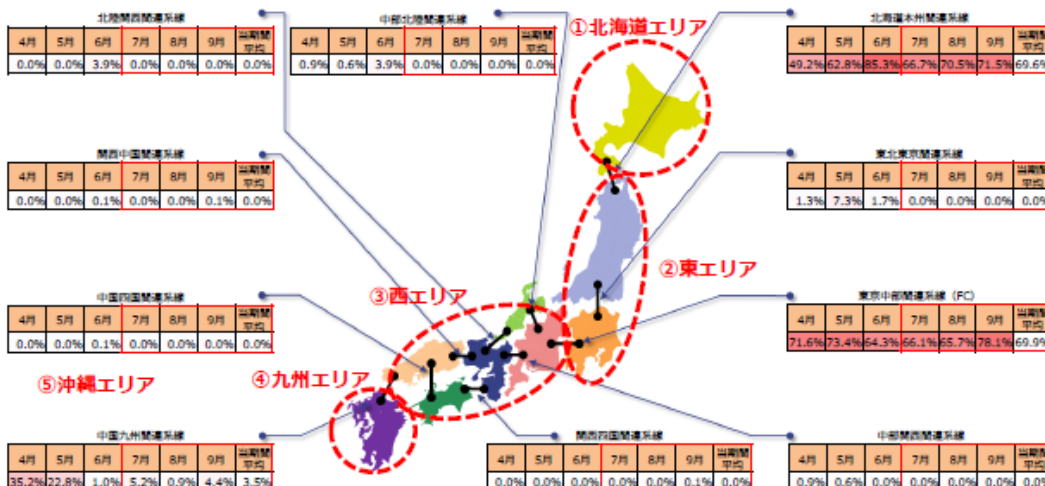 北陸関西間連系線
4月 5月 6月 7月 8月 9月 当期間平均
0.0% 0.0% 3.9% 0.0% 0.0% 0.0% 0.0%
中部北陸間連系線
4月 5月 6月 7月 8月 9月 当期間平均
0.9% 0.6% 3.9% 0.0% 0.0% 0.0% 0.0%
①北海道エリア
北海道本州間連系線
4月 5月 6月 7月 8月 9月 当期間平均
49.2% 62.8% 85.3% 66.7% 70.5% 71.5% 69.6%
関西中国間連系線
4月 5月 6月 7月 8月 9月 当期間平均
0.0% 0.0% 0.1% 0.0% 0.0% 0.1% 0.0%
東北東京間連系線
4月 5月 6月 7月 8月 9月 当期間平均
1.3% 7.3% 1.7% 0.0% 0.0% 0.0% 0.0%
②東エリア
③西エリア
中国四国間連系線
4月 5月 6月 7月 8月 9月 当期間平均
0.0% 0.0% 0.1% 0.0% 0.0% 0.0% 0.0%
東京中部間連系線（FC）
4月 5月 6月 7月 8月 9月 当期間平均
71.6% 73.4% 64.3% 66.1% 65.7% 78.1% 69.9%
⑤沖縄エリア
④九州エリア
中国九州間連系線
4月 5月 6月 7月 8月 9月 当期間平均
35.2% 22.8% 1.0% 5.2% 0.9% 4.4% 3.5%
関西四国間連系線
4月 5月 6月 7月 8月 9月 当期間平均
0.0% 0.0% 0.0% 0.0% 0.0% 0.1% 0.0%
中部関西間連系線
4月 5月 6月 7月 8月 9月 当期間平均
0.9% 0.6% 0.0% 0.0% 0.0% 0.0% 0.0%